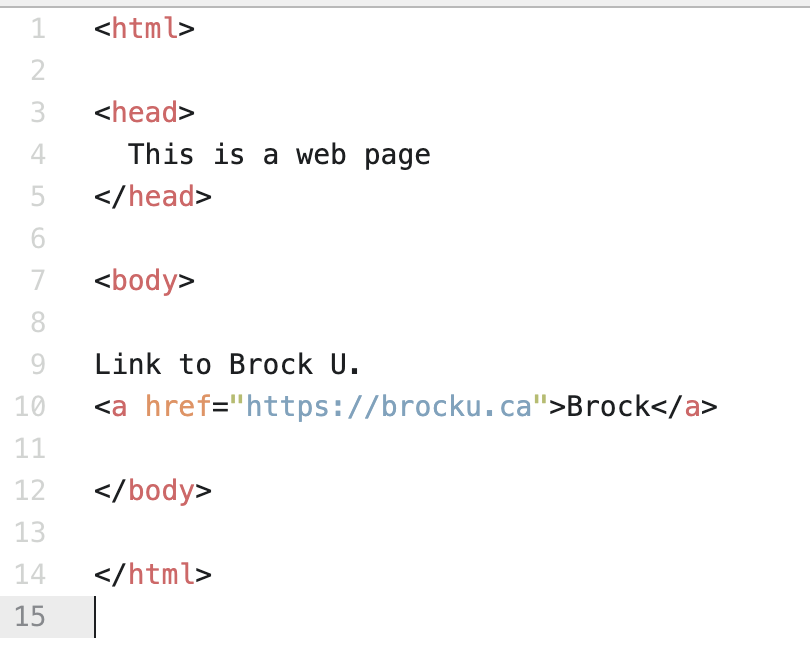 1 <html>
2
3 <head>
4   This is a web page
5 </head>
6
7 <body>
8
9 Link to Brock U.
10 <a href="https://brocku.ca">Brock</a>
11
12 </body>
13
14 </html>
15